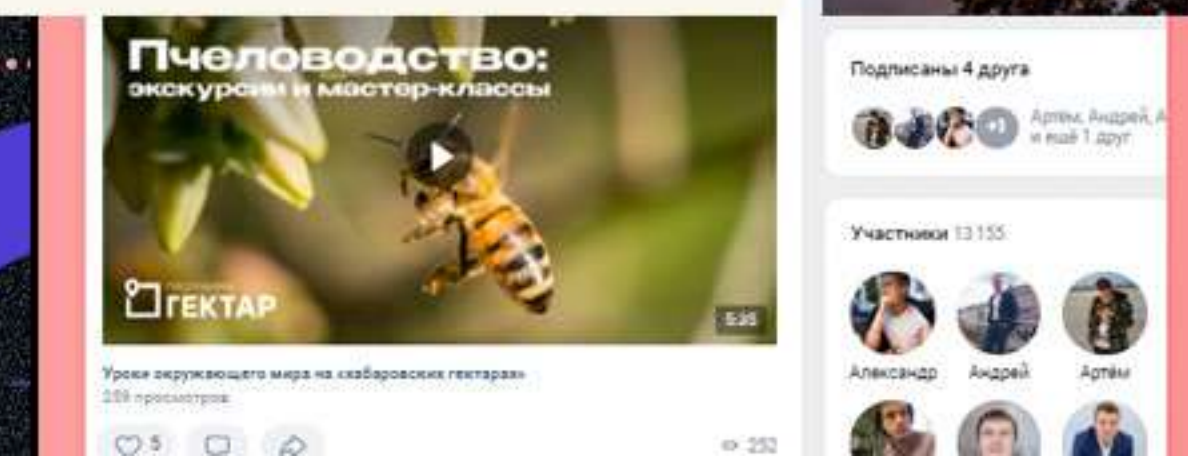 Пчеловодство:
экскурсии и мастер-классы
ГЕКТАР
5:35
Уроки окружающего мира на «хабаровских гектарах»
259 просмотров
5
252
Подписаны 4 друга
+1
Артём, Андрей, А
и ещё 1 друг
Участники 13 155
Александр
Андрей
Артём